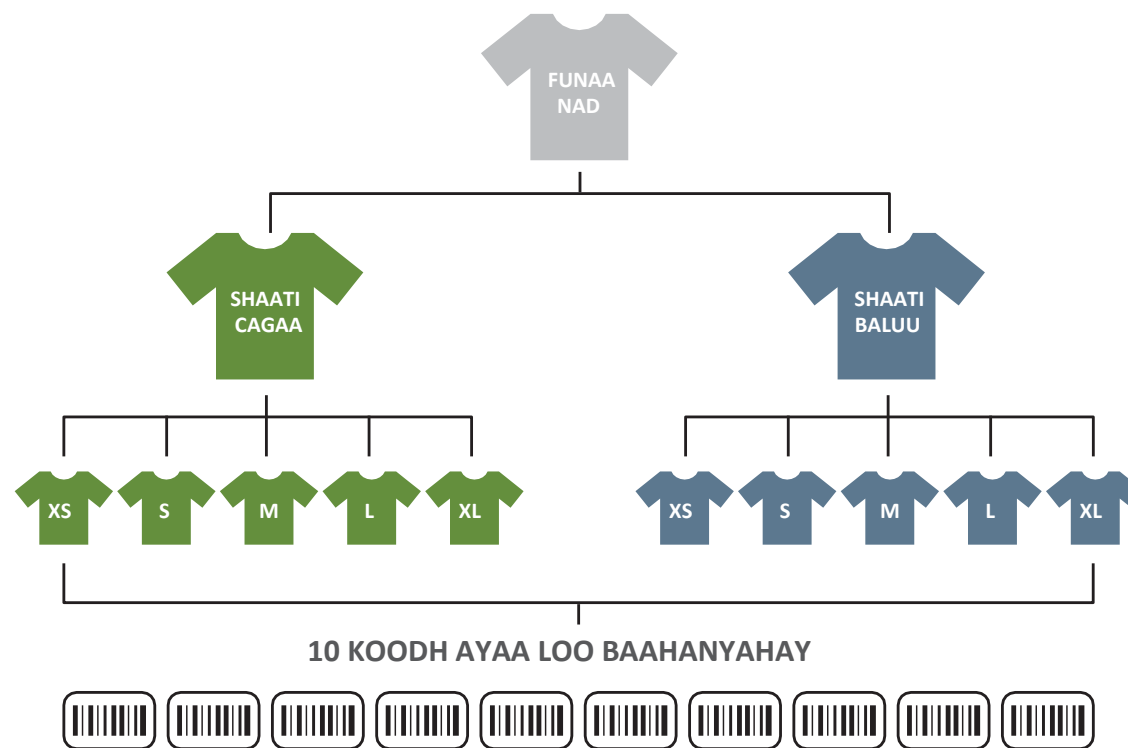 FUNAA
NAD
SHAATI
CAGAA
SHAATI
BALUU
XS
S
M
L
XL
XS
S
M
L
XL
10 KOODH AYAA LOO BAAHANYAHAY